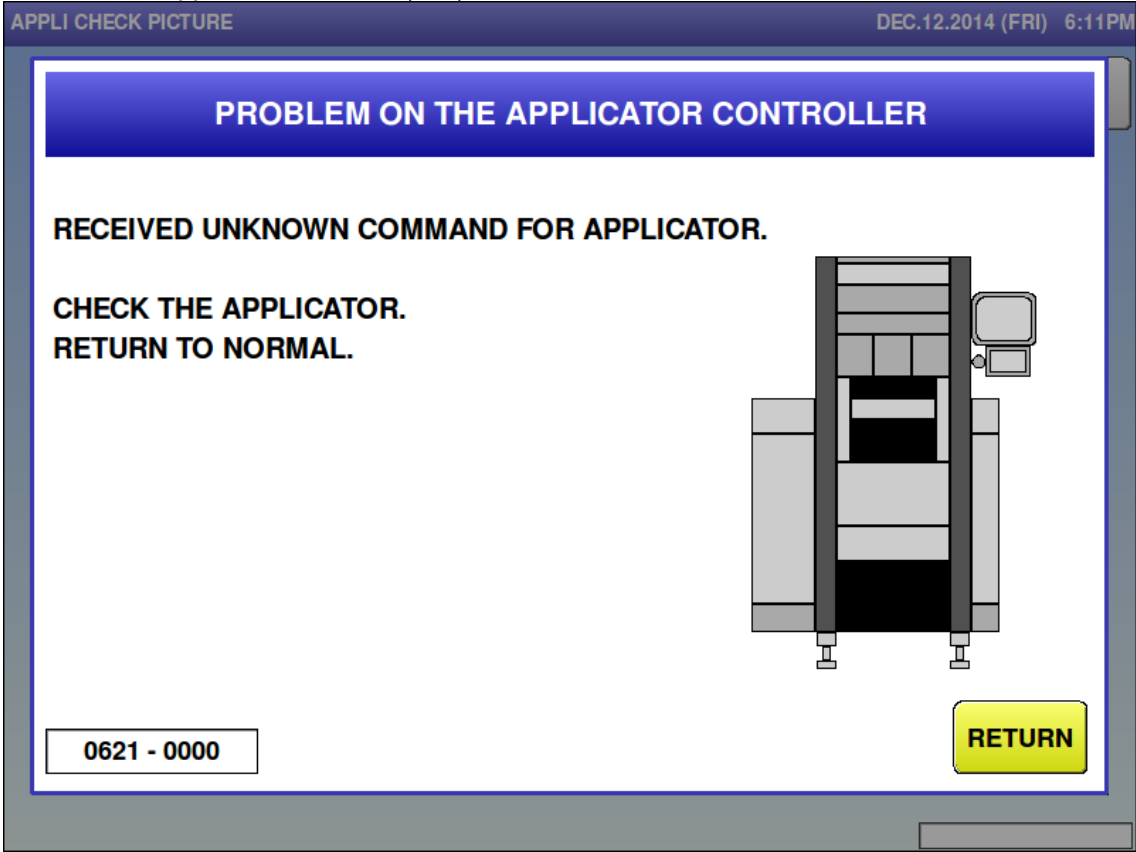 APPLI CHECK PICTURE DEC.12.2014 (FRI) 6:11PM
PROBLEM ON THE APPLICATOR CONTROLLER
RECEIVED UNKNOWN COMMAND FOR APPLICATOR.
CHECK THE APPLICATOR.
RETURN TO NORMAL.
0621 - 0000
RETURN